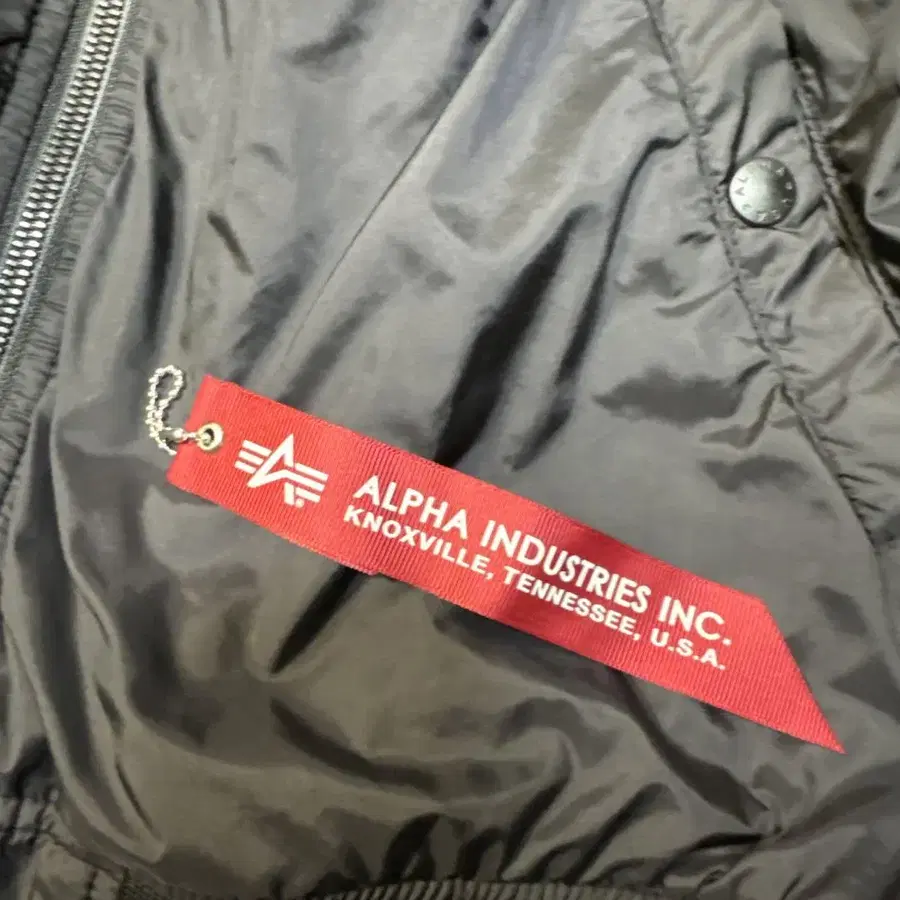 ALPHA INDUSTRIES INC.
KNOXVILLE, TENNESSEE, U.S.A.